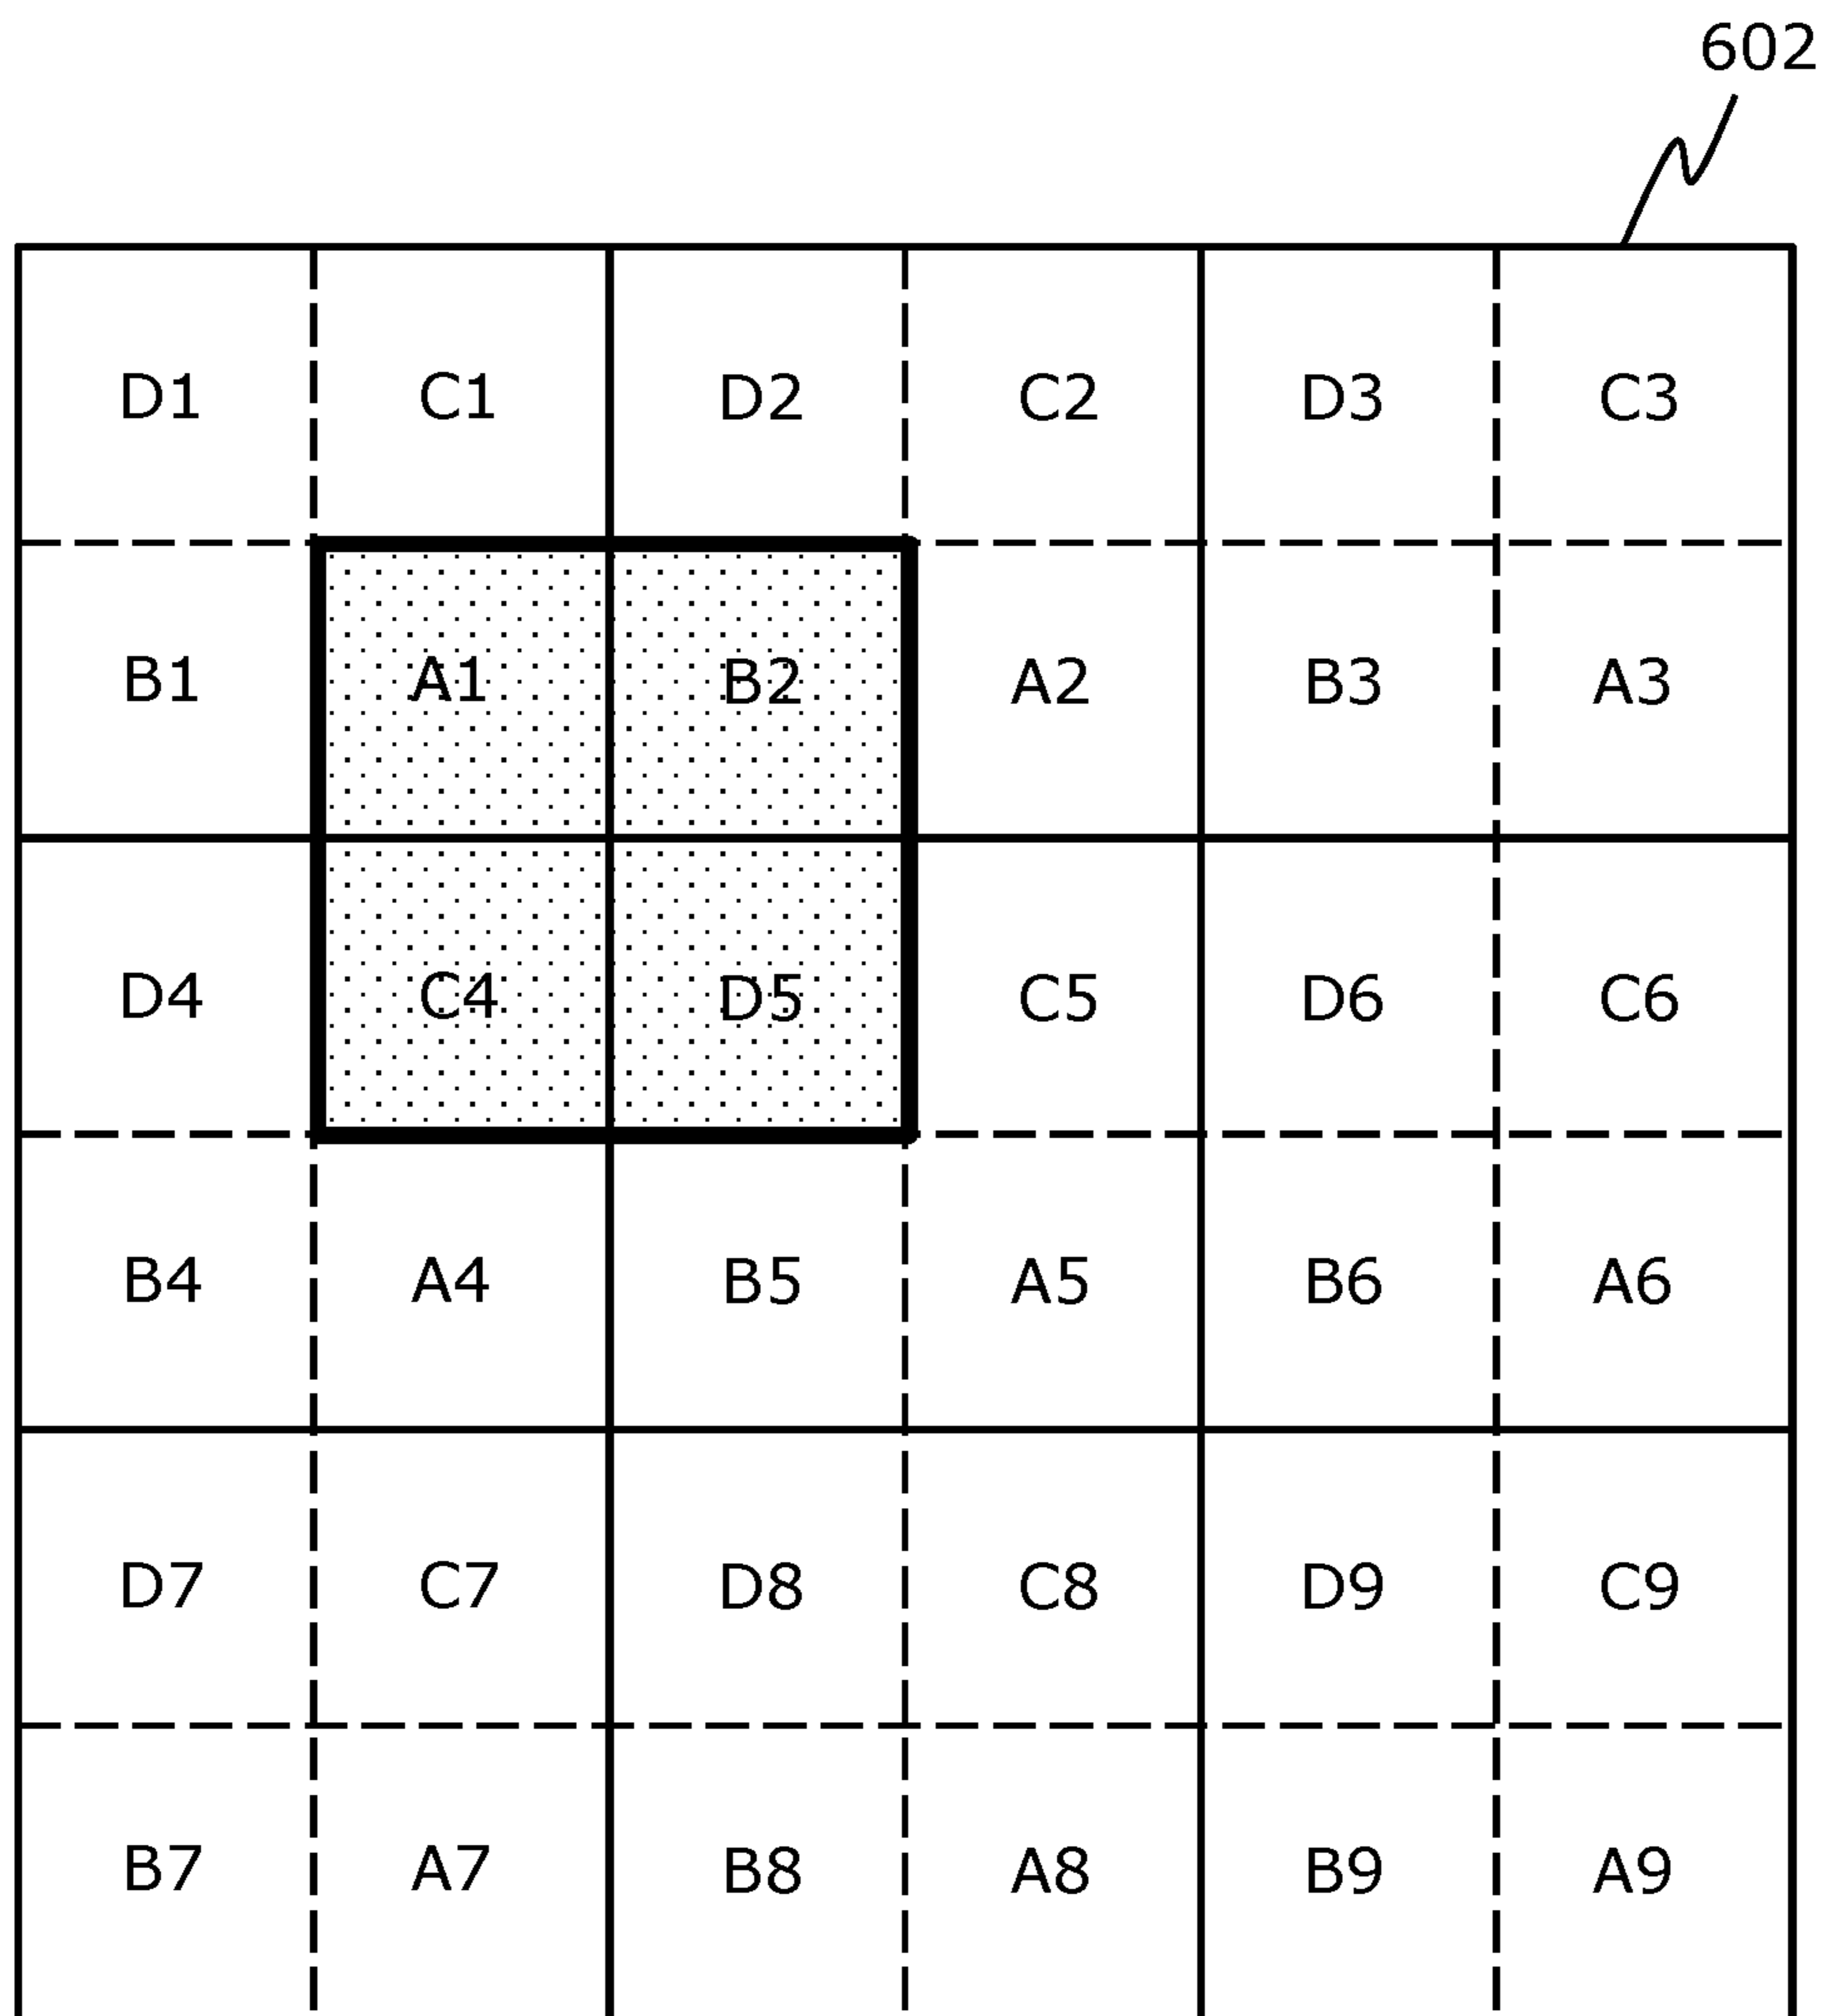 602
D1 C1 D2 C2 D3 C3
B1 A1 B2 A2 B3 A3
D4 C4 D5 C5 D6 C6
B4 A4 B5 A5 B6 A6
D7 C7 D8 C8 D9 C9
B7 A7 B8 A8 B9 A9